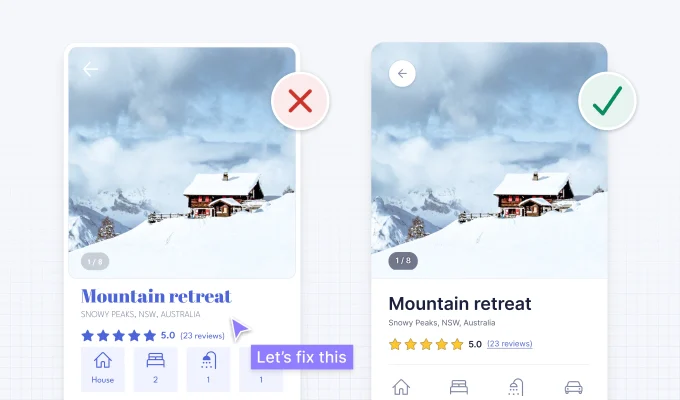 1 / 8
Mountain retreat
SNOWY PEAKS, NSW, AUSTRALIA
5.0 (23 reviews)
House
2
1
1
Let's fix this
1 / 8
Mountain retreat
Snowy Peaks, NSW, Australia
5.0 (23 reviews)